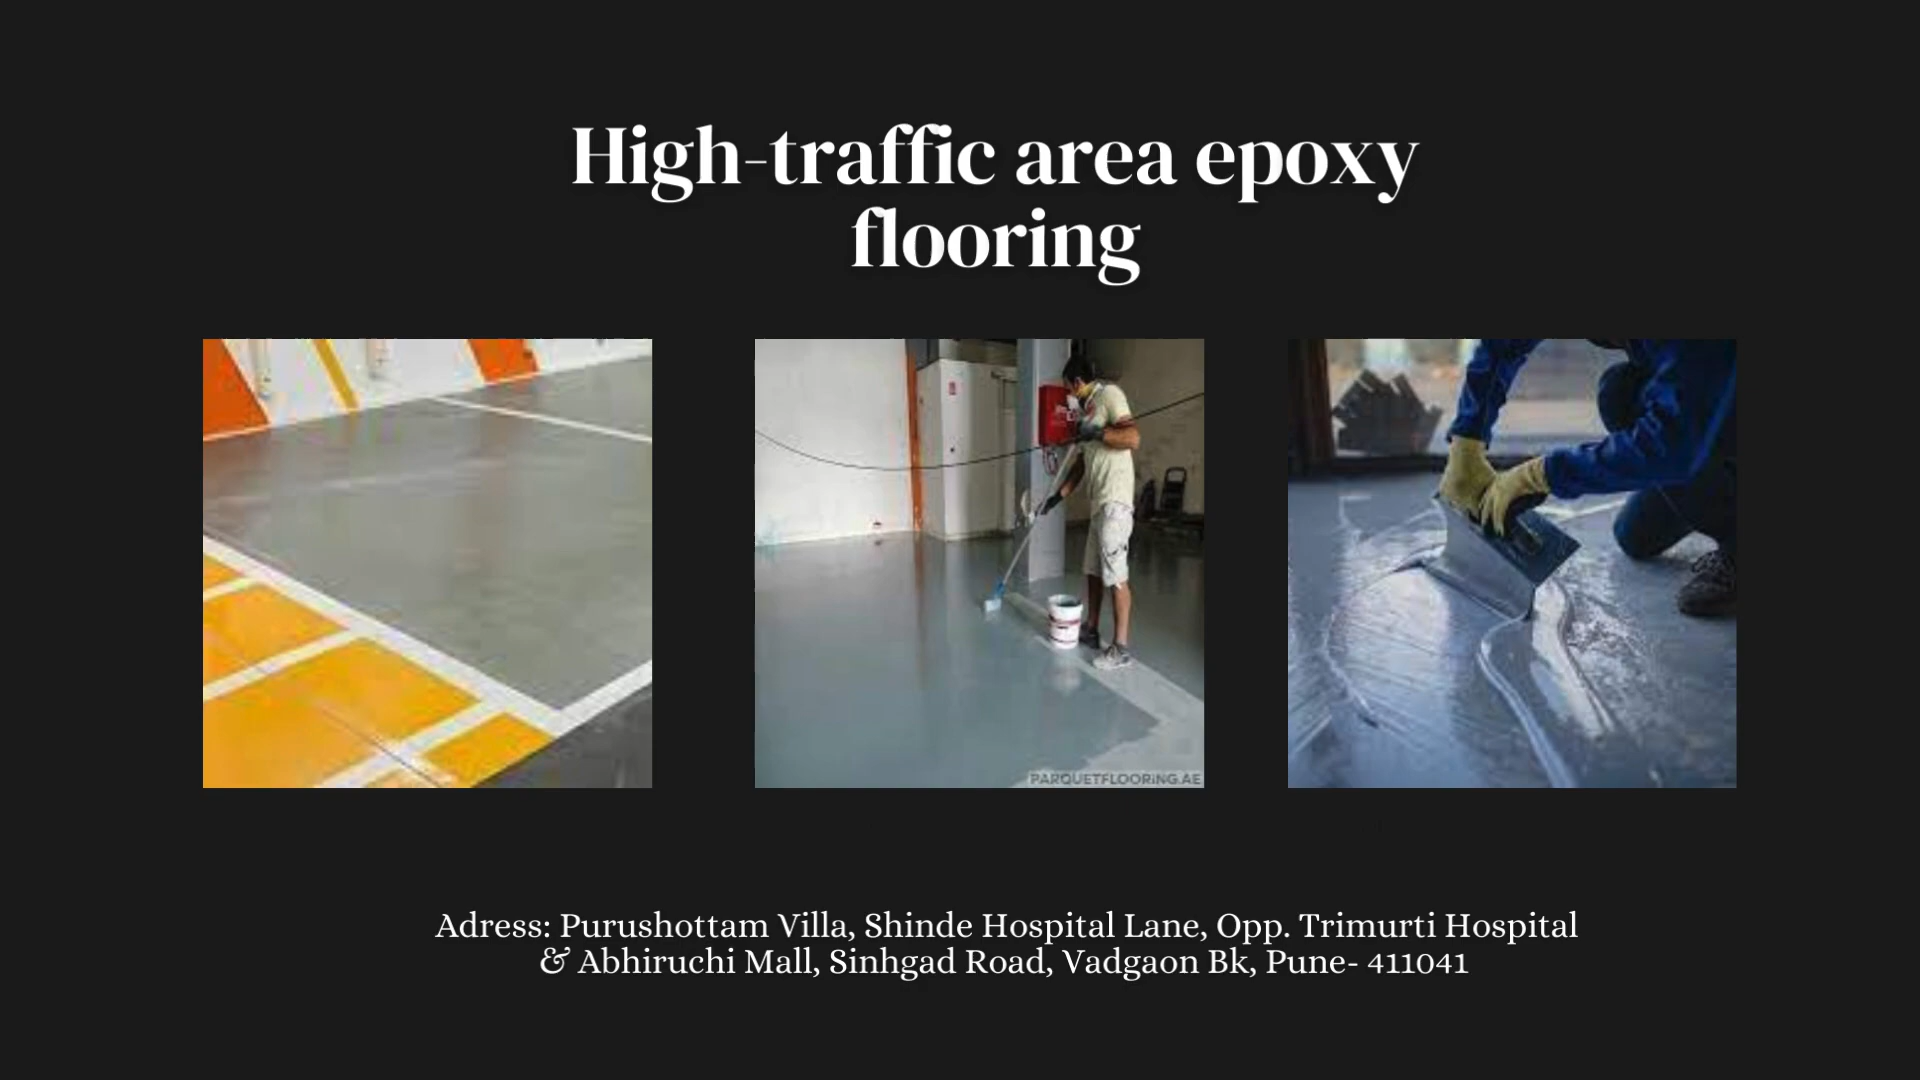 High-traffic area epoxy
flooring
PARQUETFLOORING.AE
Adress: Purushottam Villa, Shinde Hospital Lane, Opp. Trimurti Hospital
& Abhiruchi Mall, Sinhgad Road, Vadgaon Bk, Pune- 411041